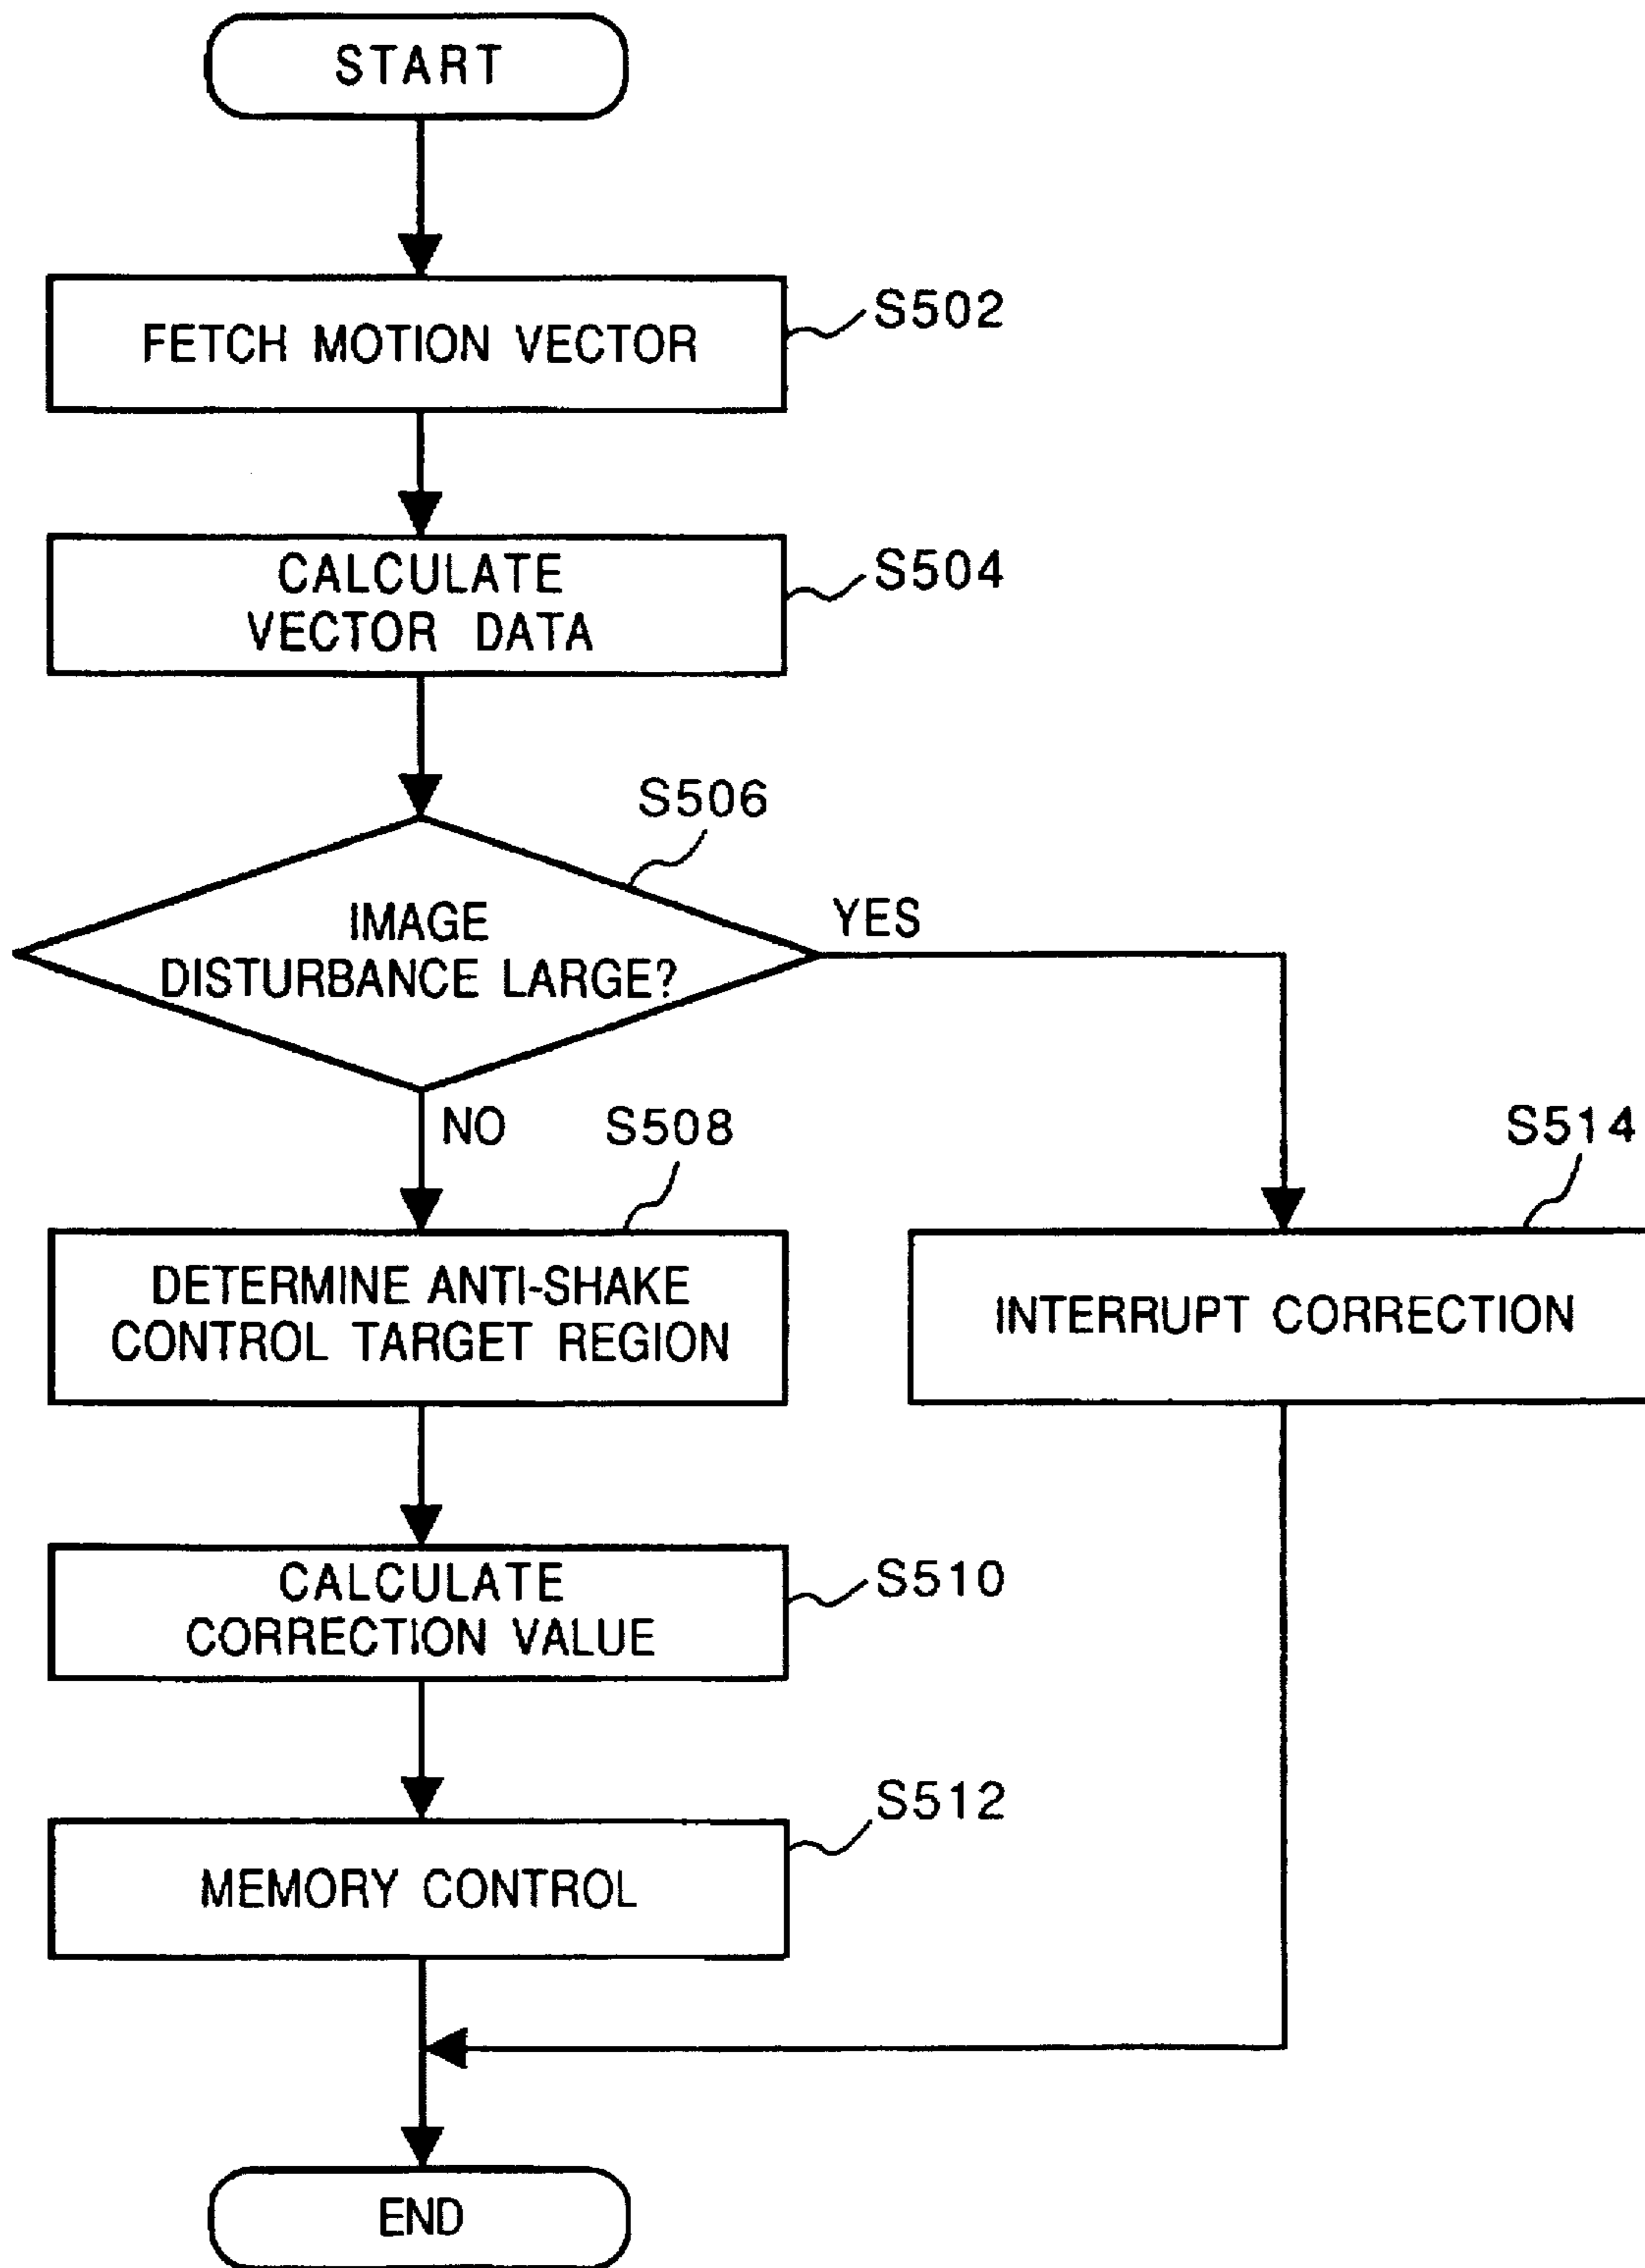 START
FETCH MOTION VECTOR
S502
CALCULATE
VECTOR DATA
S504
S506
IMAGE
DISTURBANCE LARGE?
YES
NO
S508
S514
DETERMINE ANTI-SHAKE
CONTROL TARGET REGION
INTERRUPT CORRECTION
CALCULATE
CORRECTION VALUE
S510
S512
MEMORY CONTROL
END